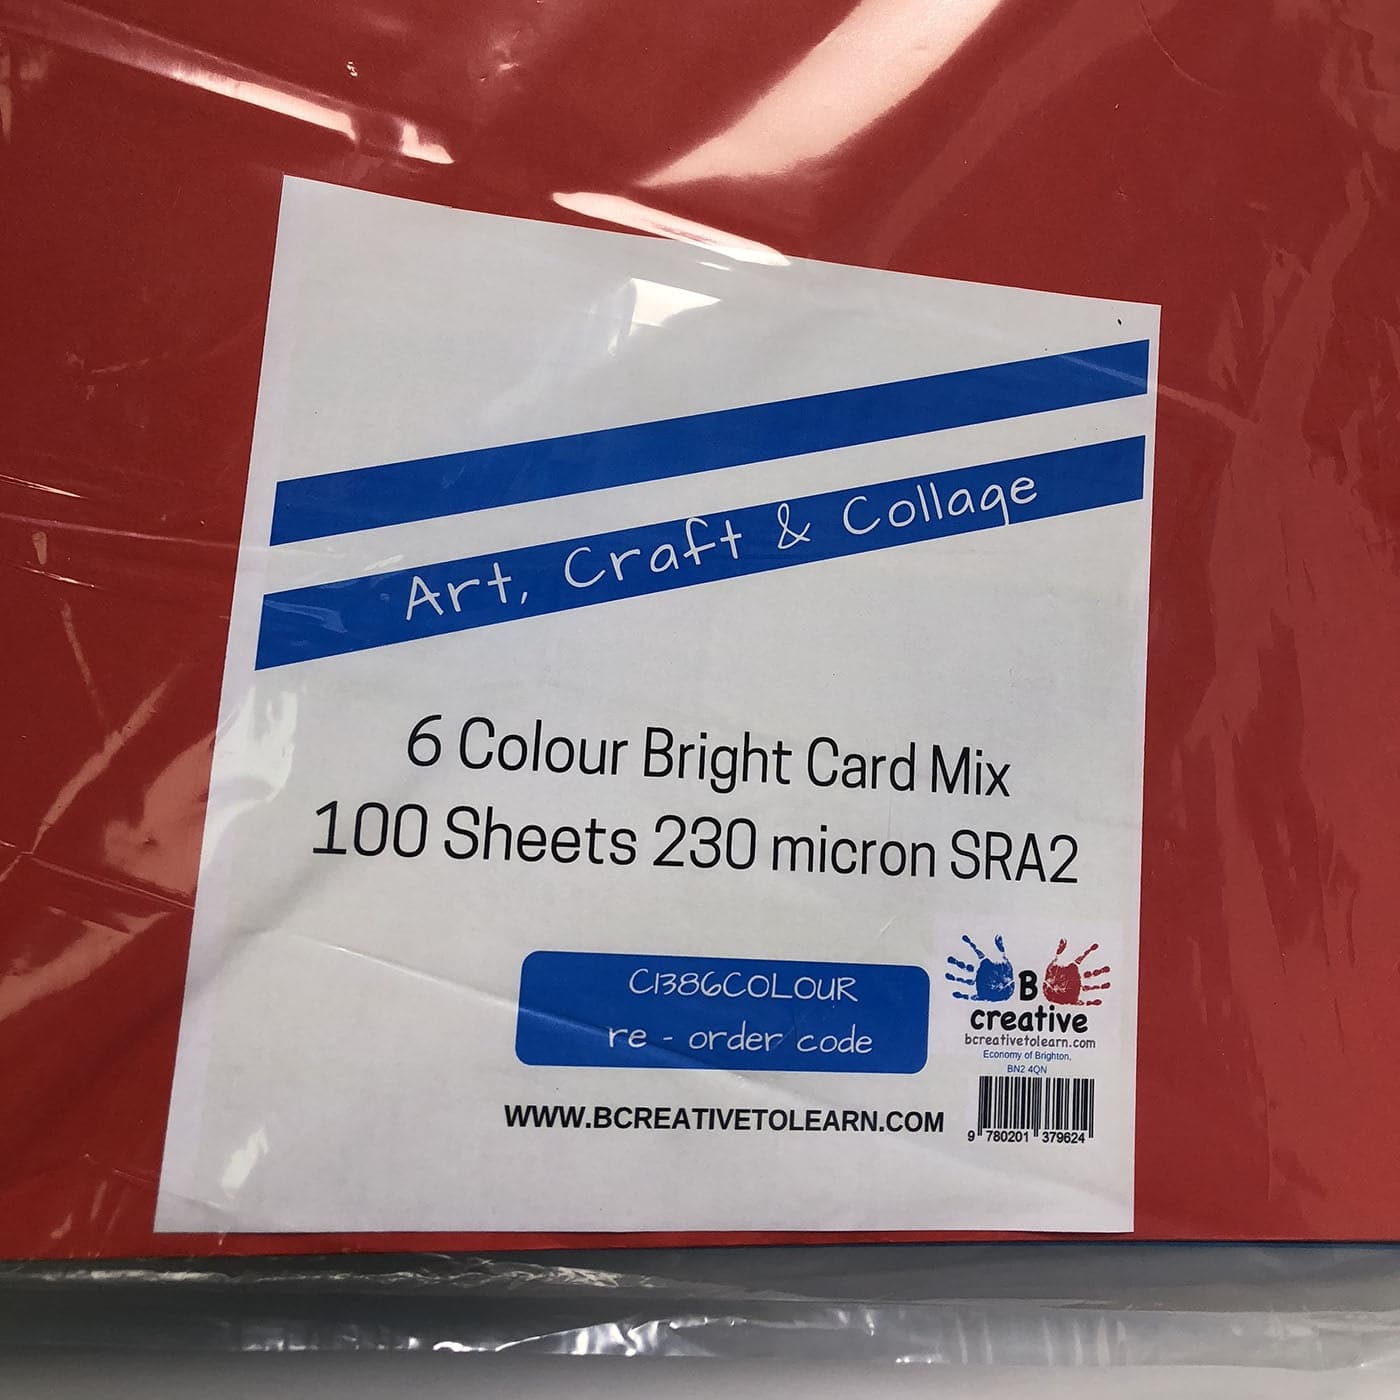 Art, Craft & Collage
6 Colour Bright Card Mix
100 Sheets 230 micron SRA2
C1386COLOUR
re - order code
B
creative
bcreativetolearn.com
Economy of Brighton,
BN2 4QN
WWW.BCREATIVETOLEARN.COM
9 780201 379624